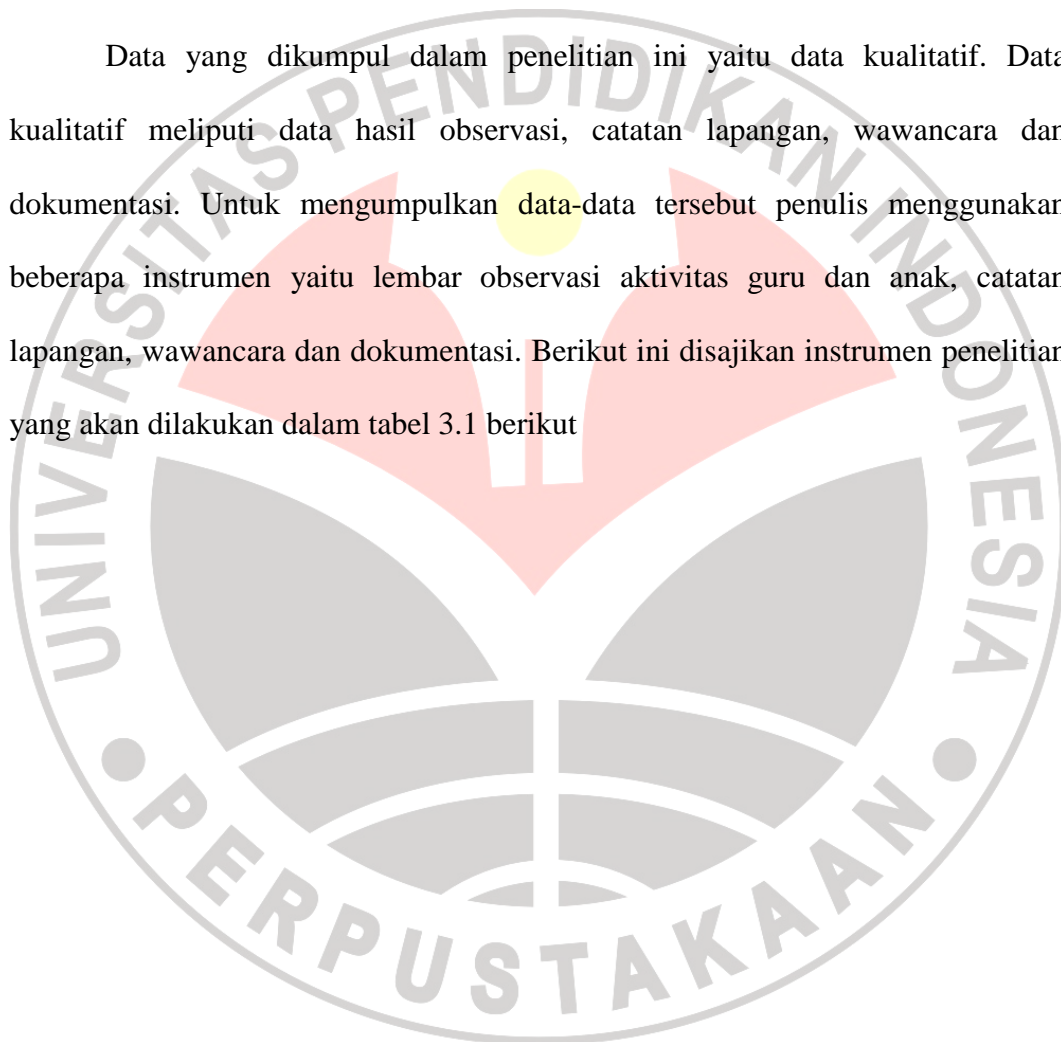 Data yang dikumpul dalam penelitian ini yaitu data kualitatif. Data
kualitatif meliputi data hasil observasi, catatan lapangan, wawancara dan
dokumentasi. Untuk mengumpulkan data-data tersebut penulis menggunakan
beberapa instrumen yaitu lembar observasi aktivitas guru dan anak, catatan
lapangan, wawancara dan dokumentasi. Berikut ini disajikan instrumen penelitian
yang akan dilakukan dalam tabel 3.1 berikut
UNIVERSITAS PENDIDIKAN INDONESIA
PERPUSTAKAAN